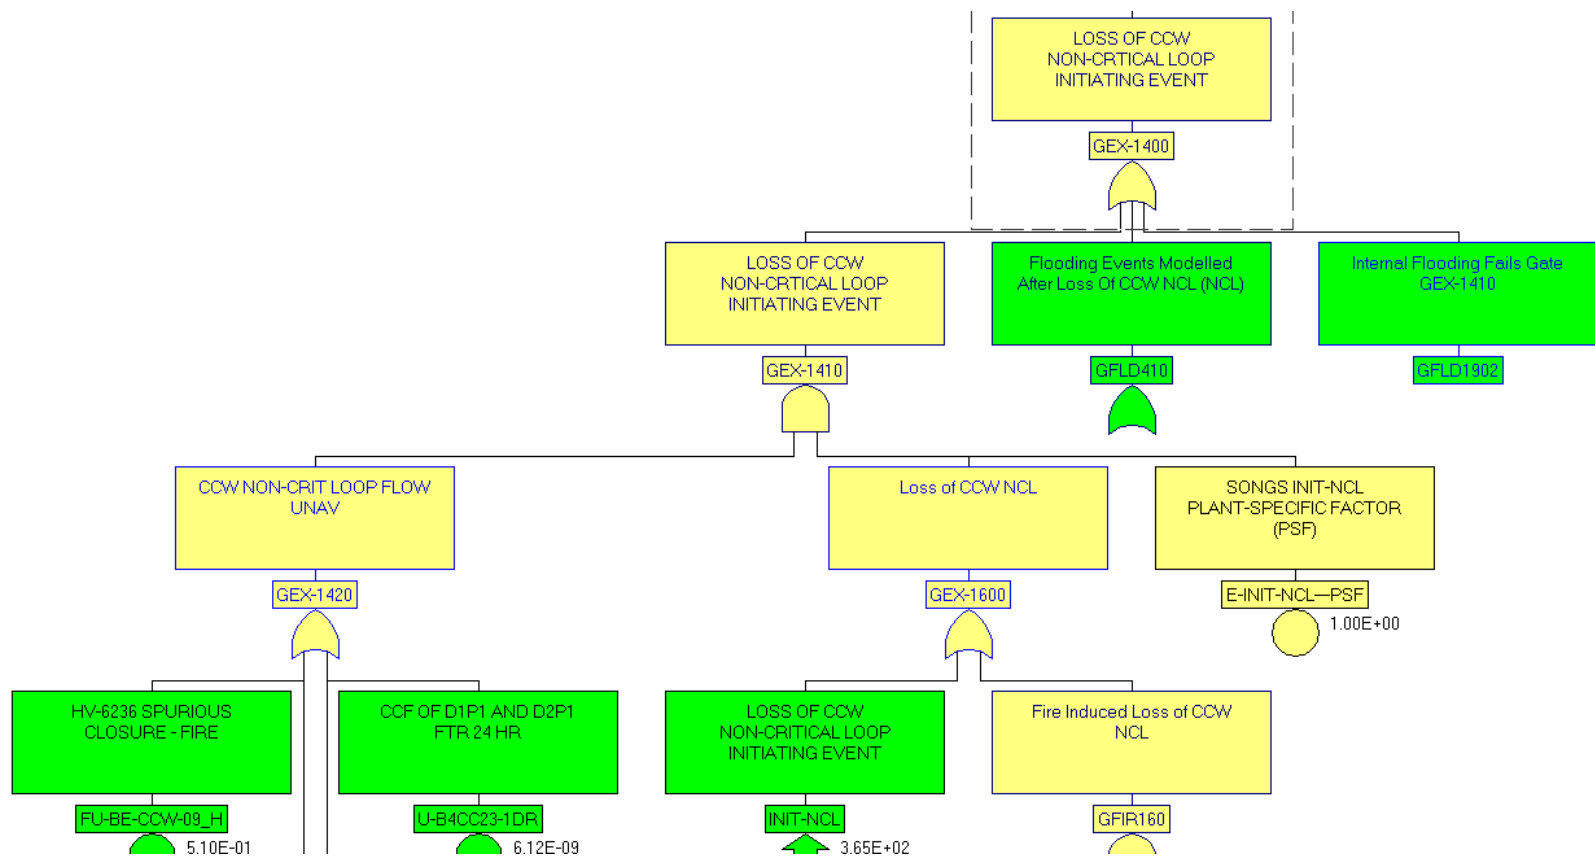 LOSS OF CCW
NON-CRTICAL LOOP
INITIATING EVENT
GEX-1400
LOSS OF CCW
NON-CRTICAL LOOP
INITIATING EVENT
GEX-1410
Flooding Events Modelled
After Loss Of CCW NCL (NCL)
GFLD410
Internal Flooding Fails Gate
GEX-1410
GFLD1902
CCW NON-CRIT LOOP FLOW
UNAV
GEX-1420
Loss of CCW NCL
GEX-1600
SONGS INIT-NCL
PLANT-SPECIFIC FACTOR
(PSF)
E-INIT-NCL—PSF
1.00E+00
HV-6236 SPURIOUS
CLOSURE - FIRE
FU-BE-CCW-09_H
5.10E-01
CCF OF D1P1 AND D2P1
FTR 24 HR
U-B4CC23-1DR
6.12E-09
LOSS OF CCW
NON-CRITICAL LOOP
INITIATING EVENT
INIT-NCL
3.65E+02
Fire Induced Loss of CCW
NCL
GFIR160